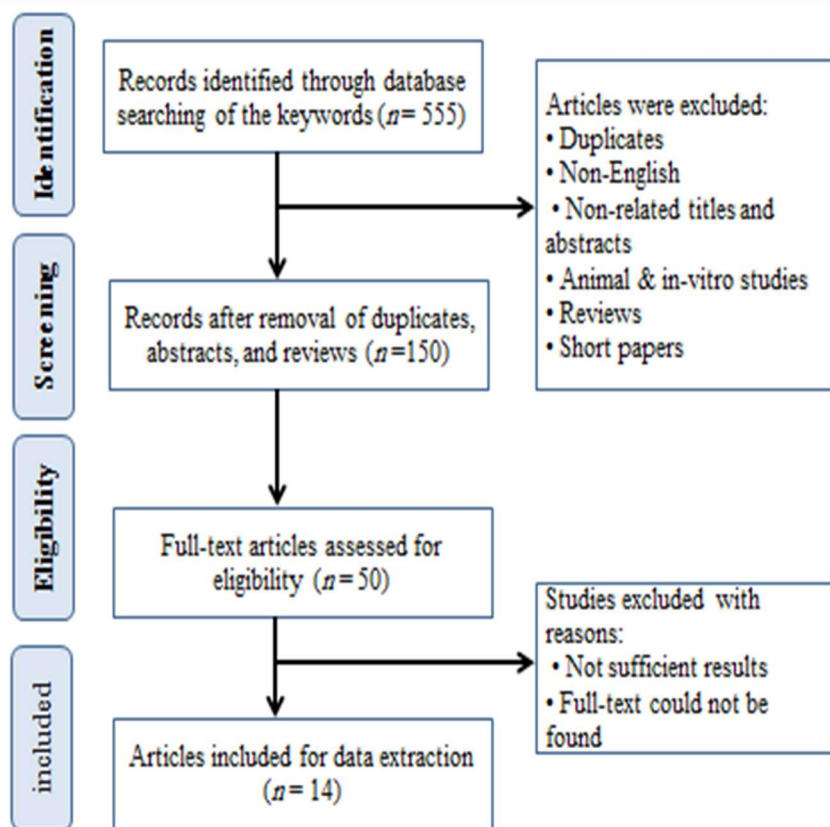 Identification
Records identified through database
searching of the keywords (n= 555)
Articles were excluded:
• Duplicates
• Non-English
• Non-related titles and
abstracts
• Animal & in-vitro studies
• Reviews
• Short papers
Screening
Records after removal of duplicates,
abstracts, and reviews (n=150)
Eligibility
Full-text articles assessed for
eligibility (n= 50)
Studies excluded with
reasons:
• Not sufficient results
• Full-text could not be
found
included
Articles included for data extraction
(n= 14)